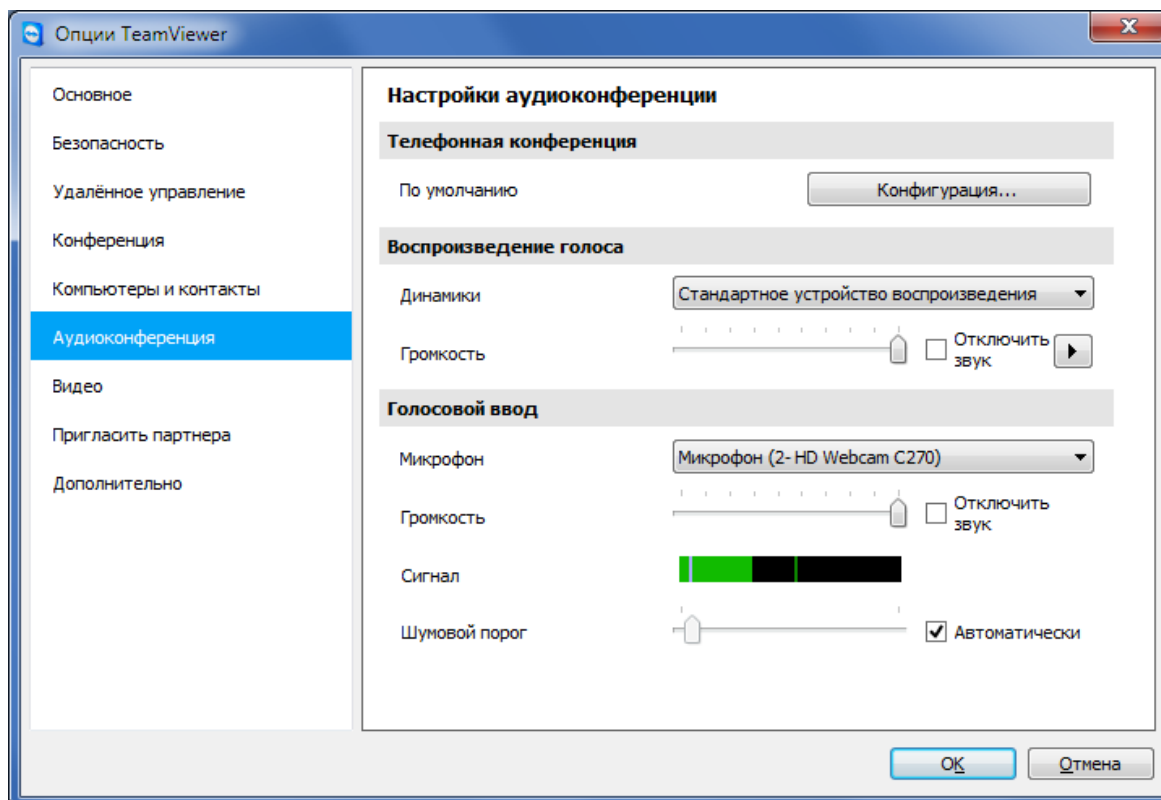 Опции TeamViewer
Основное
Безопасность
Удалённое управление
Конференция
Компьютеры и контакты
Аудиоконференция
Видео
Пригласить партнера
Дополнительно
Настройки аудиоконференции
Телефонная конференция
По умолчанию
Конфигурация...
Воспроизведение голоса
Динамики
Стандартное устройство воспроизведения
Громкость
Отключить
звук
Голосовой ввод
Микрофон
Микрофон (2- HD Webcam C270)
Громкость
Отключить
звук
Сигнал
Шумовой порог
Автоматически
OK
Отмена